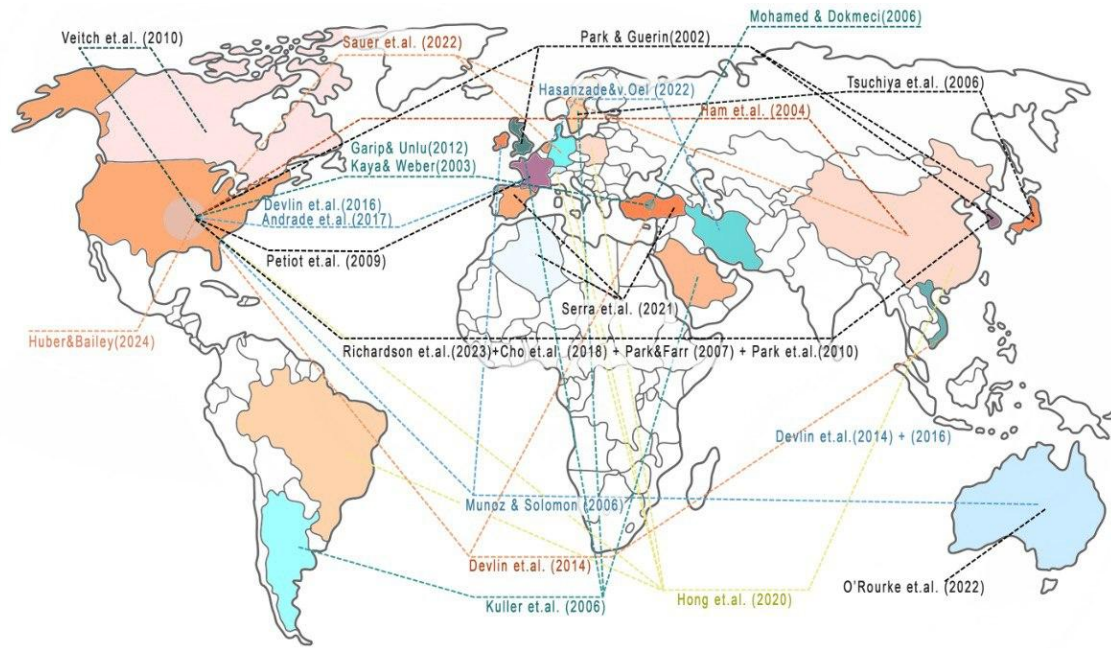 Mohamed & Dokmeci(2006)
Veitch et.al. (2010)
Sauer et.al. (2022)
Park & Guerin(2002)
Tsuchiya et.al. (2006)
Hasanzade&v.Oel (2022)
Ham et.al. (2004)
Garip& Unlu(2012)
Kaya& Weber(2003)
Devlin et.al.(2016)
Andrade et.al.(2017)
Petiot et.al. (2009)
Serra et.al. (2021)
Huber&Bailey(2024)
Richardson et.al.(2023)+Cho et.al. (2018) + Park&Farr (2007) + Park et.al.(2010)
Devlin et.al.(2014) + (2016)
Munoz & Solomon (2006)
Devlin et.al. (2014)
O'Rourke et.al. (2022)
Kuller et.al. (2006)
Hong et.al. (2020)